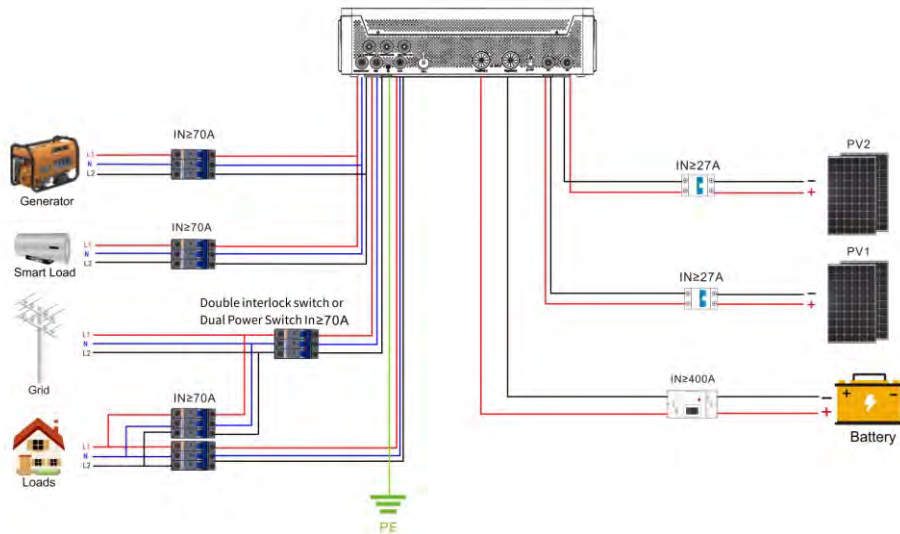 IN≥70A
L1
N
L2
Generator
IN≥70A
L1
N
L2
Smart Load
Double interlock switch or
Dual Power Switch In≥70A
L1
N
L2
Grid
IN≥70A
L1
N
L2
Loads
PE
PV2
IN≥27A
−
+
PV1
IN≥27A
−
+
IN≥400A
−
+
+ -
Battery